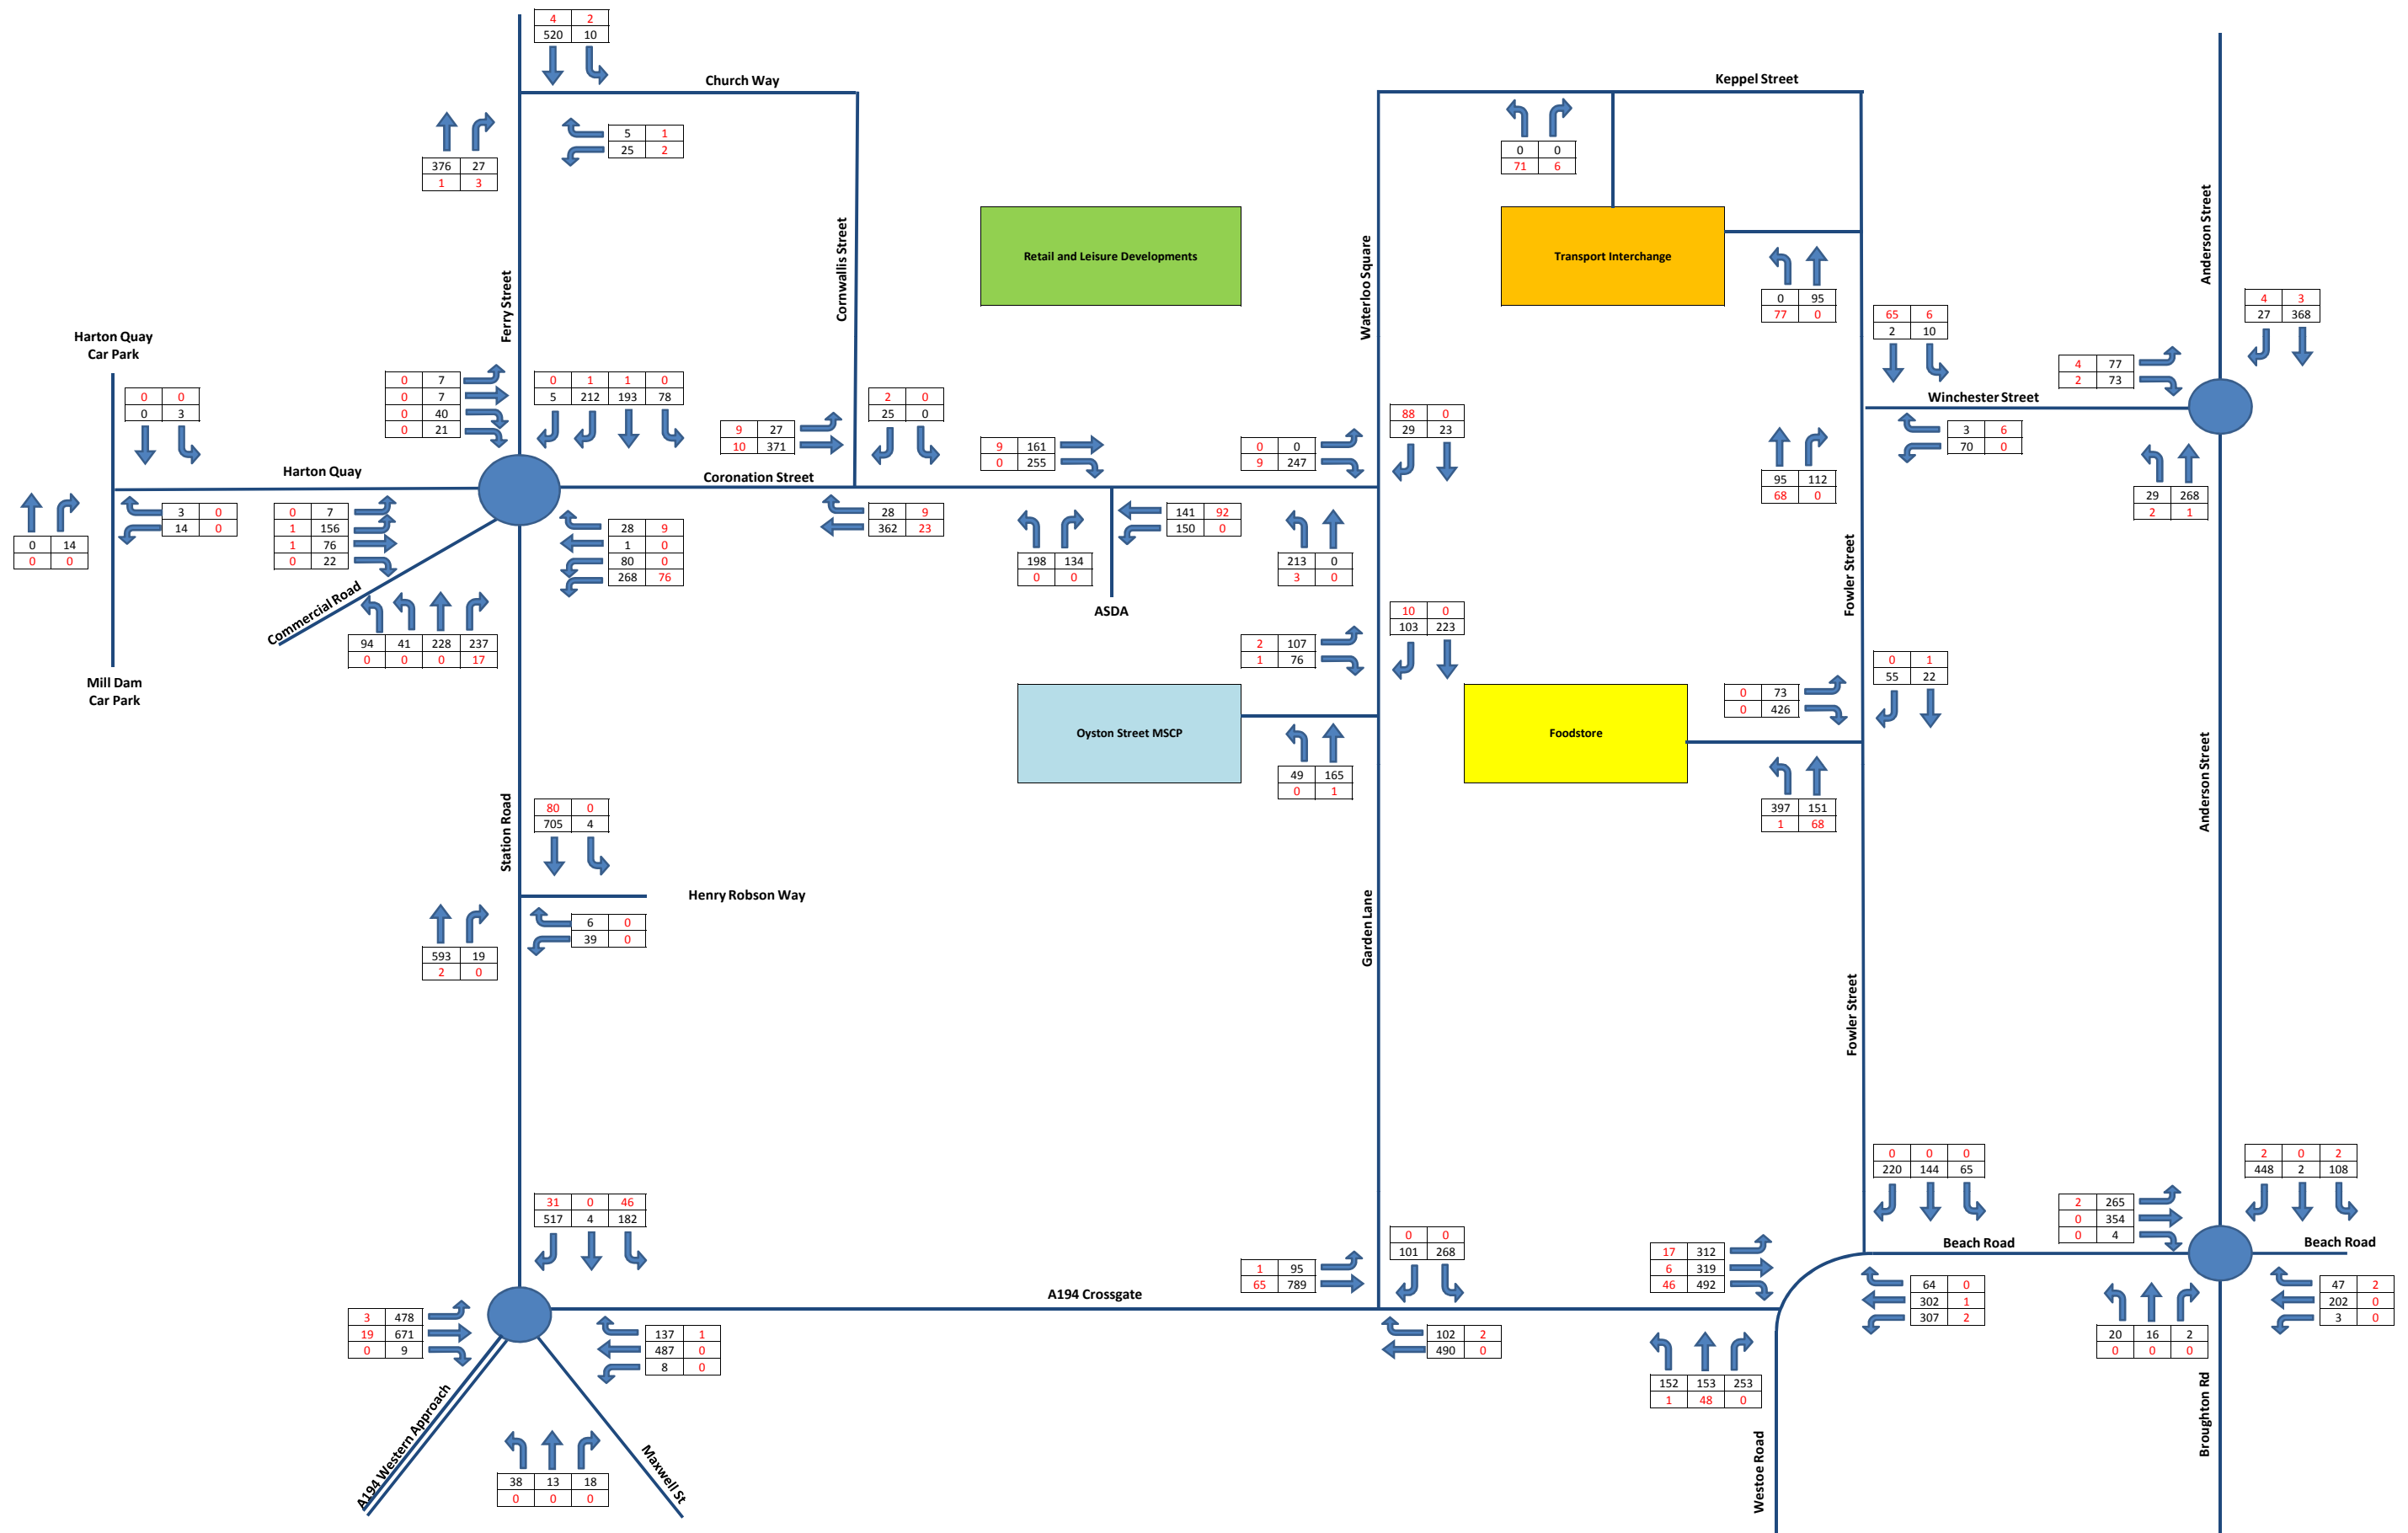 4 2
520 10
Church Way
Keppel Street
376 27
1 3
5 1
25 2
0 0
71 6
Ferry Street
Cornwallis Street
Retail and Leisure Developments
Waterloo Square
Transport Interchange
Anderson Street
0 95
77 0
65 6
2 10
4 3
27 368
Harton Quay
Car Park
0 0
0 3
0 7
0 7
0 40
0 21
0 1 1 0
5 212 193 78
9 27
10 371
2 0
25 0
9 161
0 255
0 0
9 247
88 0
29 23
4 77
2 73
Winchester Street
3 6
70 0
95 112
68 0
29 268
2 1
Harton Quay
Coronation Street
0 14
0 0
3 0
14 0
0 7
1 156
1 76
0 22
28 9
1 0
80 0
268 76
28 9
362 23
198 134
0 0
141 92
150 0
213 0
3 0
Fowler Street
Commercial Road
94 41 228 237
0 0 0 17
ASDA
2 107
1 76
10 0
103 223
Mill Dam
Car Park
Oyston Street MSCP
Foodstore
0 73
0 426
0 1
55 22
49 165
0 1
397 151
1 68
Station Road
Anderson Street
80 0
705 4
Henry Robson Way
593 19
2 0
6 0
39 0
Garden Lane
Fowler Street
31 0 46
517 4 182
0 0
101 268
1 95
65 789
17 312
6 319
46 492
0 0 0
220 144 65
2 265
0 354
0 4
2 0 2
448 2 108
Beach Road
Beach Road
A194 Crossgate
3 478
19 671
0 9
137 1
487 0
8 0
102 2
490 0
152 153 253
1 48 0
64 0
302 1
307 2
20 16 2
0 0 0
47 2
202 0
3 0
A194 Western Approach
38 13 18
0 0 0
Maxwell St
Westoe Road
Broughton Rd